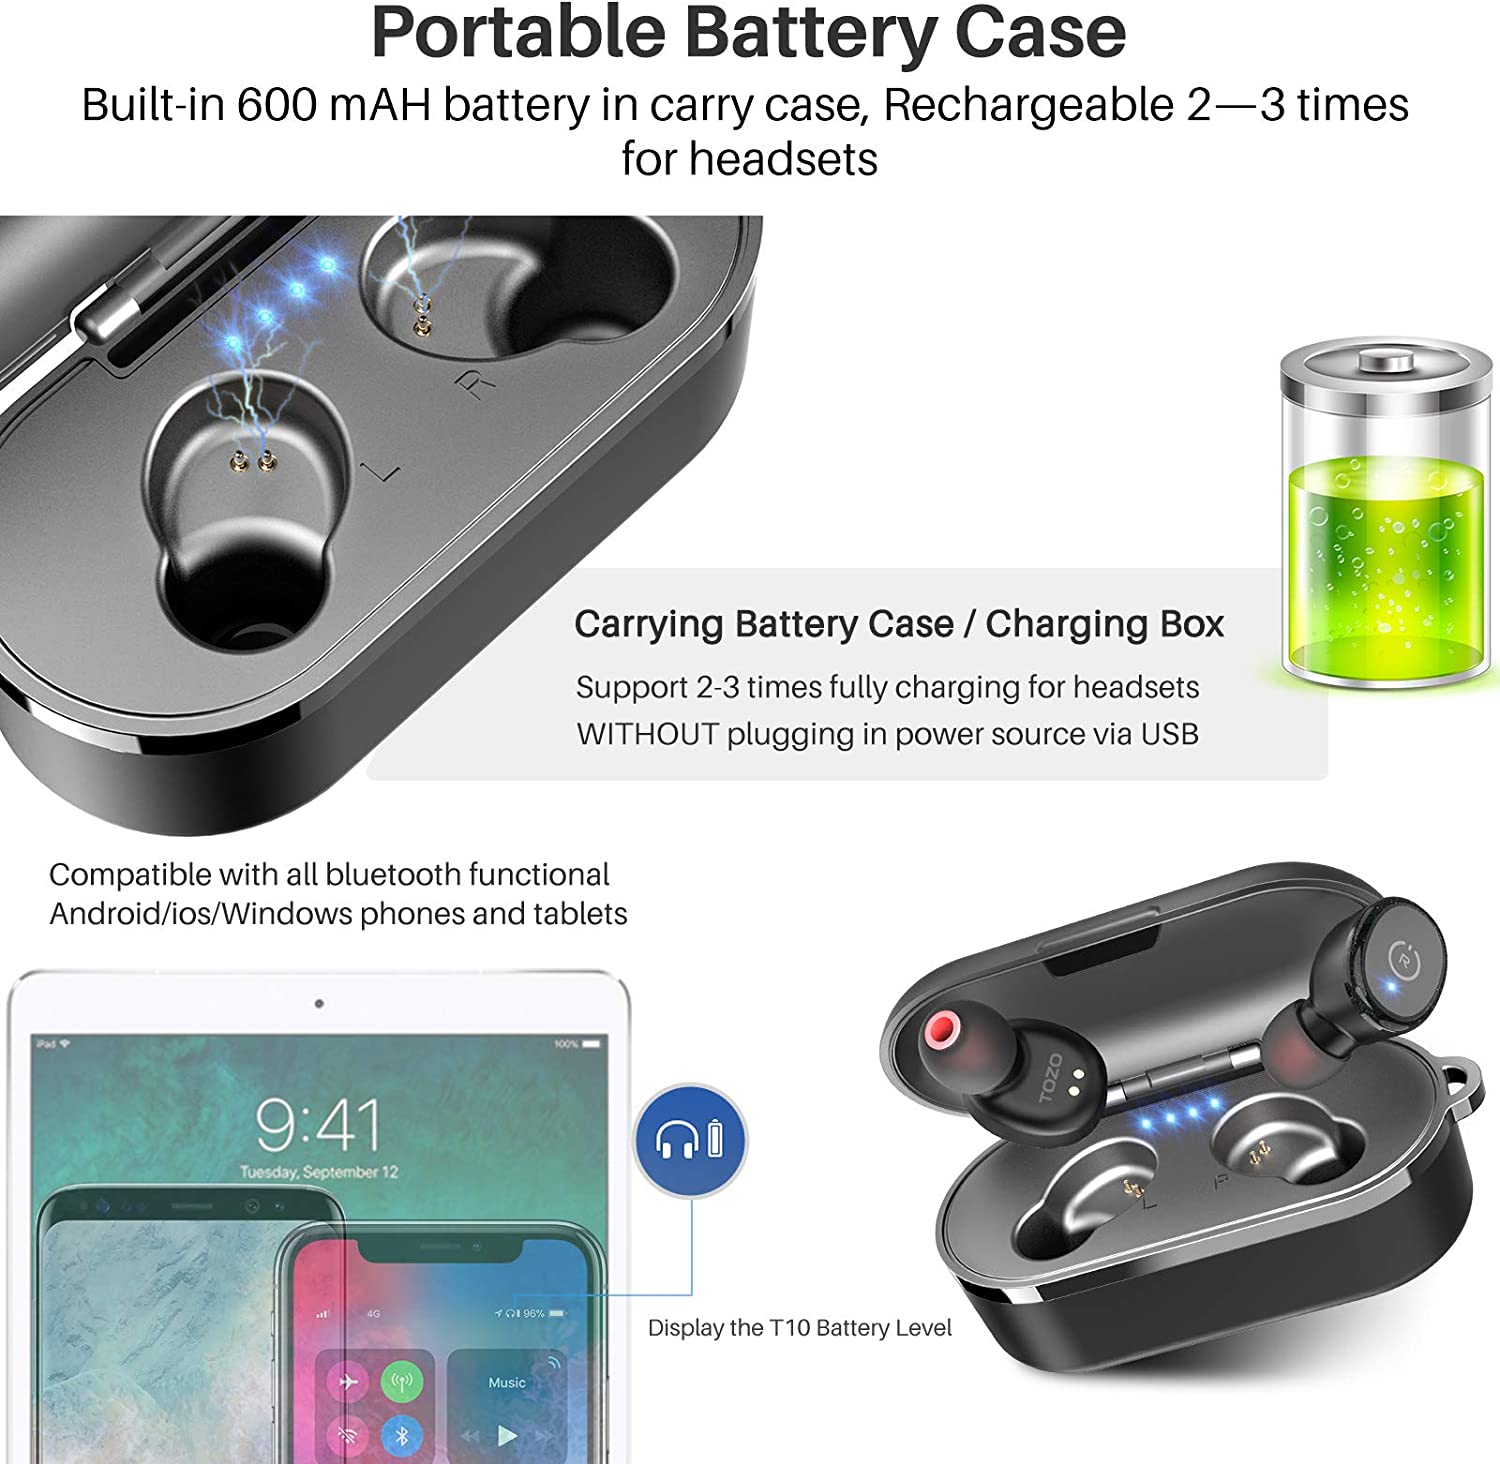 Portable Battery Case
Built-in 600 mAH battery in carry case, Rechargeable 2—3 times
for headsets
R
L
Carrying Battery Case / Charging Box
Support 2-3 times fully charging for headsets
WITHOUT plugging in power source via USB
Compatible with all bluetooth functional
Android/ios/Windows phones and tablets
iPad
100%
9:41
Tuesday, September 12
4G
96%
Music
Display the T10 Battery Level
TOZO
R
L
R